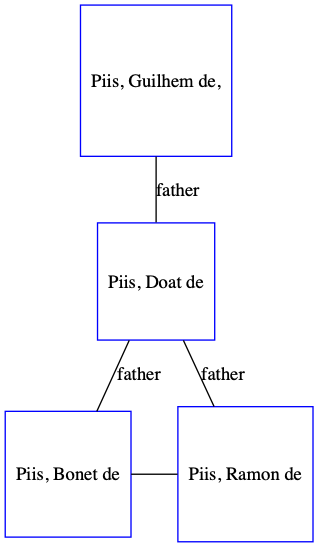 Piis, Guilhem de,
father
Piis, Doat de
father
father
Piis, Bonet de
Piis, Ramon de